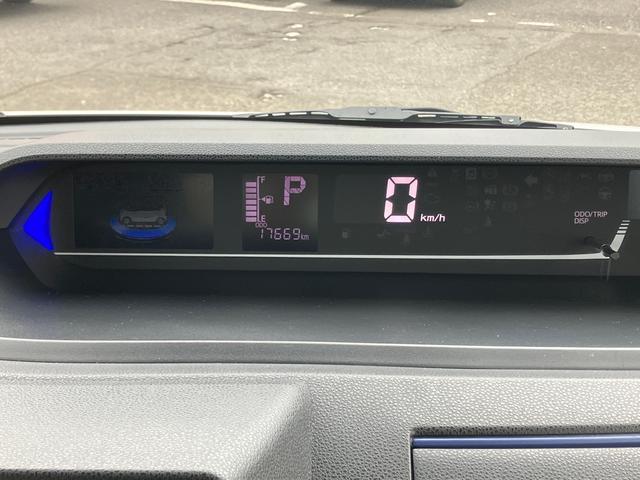 F
P
E
ODO
17669km
0 km/h
ODO/TRIP
DISP